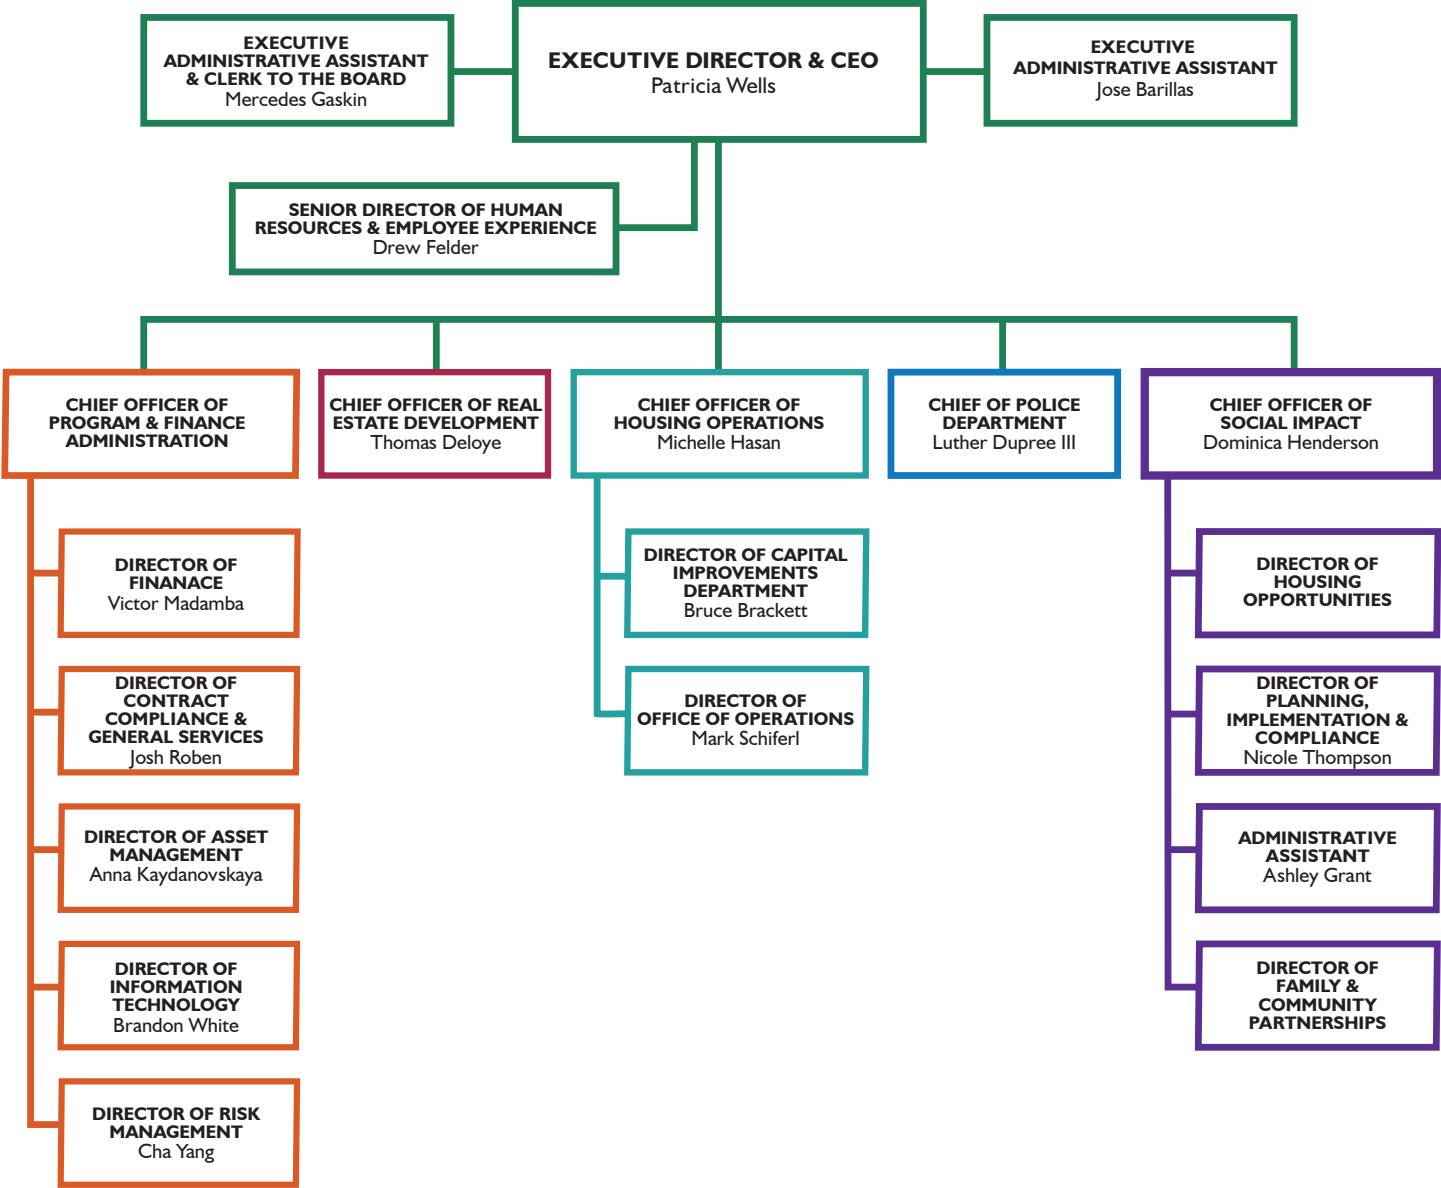 EXECUTIVE
ADMINISTRATIVE ASSISTANT
& CLERK TO THE BOARD
Mercedes Gaskin
EXECUTIVE DIRECTOR & CEO
Patricia Wells
EXECUTIVE
ADMINISTRATIVE ASSISTANT
Jose Barillas
SENIOR DIRECTOR OF HUMAN
RESOURCES & EMPLOYEE EXPERIENCE
Drew Felder
CHIEF OFFICER OF
PROGRAM & FINANCE
ADMINISTRATION
CHIEF OFFICER OF REAL
ESTATE DEVELOPMENT
Thomas Deloye
CHIEF OFFICER OF
HOUSING OPERATIONS
Michelle Hasan
CHIEF OF POLICE
DEPARTMENT
Luther Dupree III
CHIEF OFFICER OF
SOCIAL IMPACT
Dominica Henderson
DIRECTOR OF
FINANACE
Victor Madamba
DIRECTOR OF
CONTRACT
COMPLIANCE &
GENERAL SERVICES
Josh Roben
DIRECTOR OF ASSET
MANAGEMENT
Anna Kaydanovskaya
DIRECTOR OF
INFORMATION
TECHNOLOGY
Brandon White
DIRECTOR OF RISK
MANAGEMENT
Cha Yang
DIRECTOR OF CAPITAL
IMPROVEMENTS
DEPARTMENT
Bruce Brackett
DIRECTOR OF
OFFICE OF OPERATIONS
Mark Schiferl
DIRECTOR OF
HOUSING
OPPORTUNITIES
DIRECTOR OF
PLANNING,
IMPLEMENTATION &
COMPLIANCE
Nicole Thompson
ADMINISTRATIVE
ASSISTANT
Ashley Grant
DIRECTOR OF
FAMILY &
COMMUNITY
PARTNERSHIPS